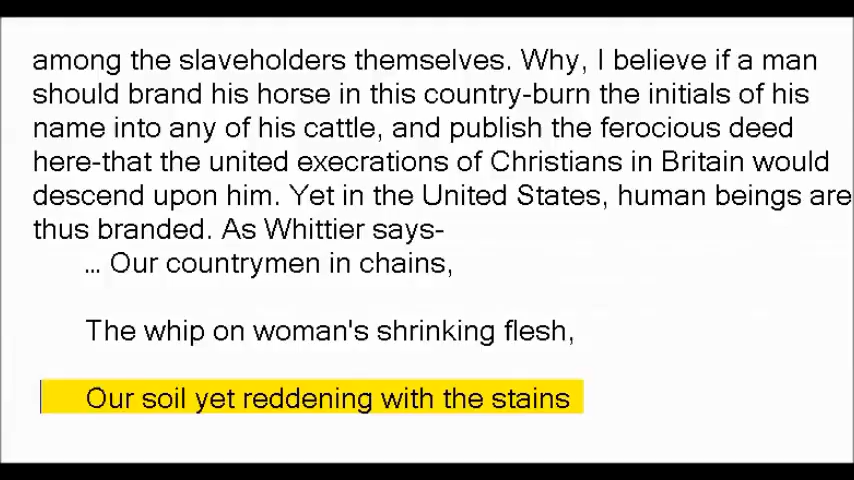 among the slaveholders themselves. Why, I believe if a man
should brand his horse in this country-burn the initials of his
name into any of his cattle, and publish the ferocious deed
here-that the united execrations of Christians in Britain would
descend upon him. Yet in the United States, human beings are
thus branded. As Whittier says-
... Our countrymen in chains,
The whip on woman's shrinking flesh,
Our soil yet reddening with the stains